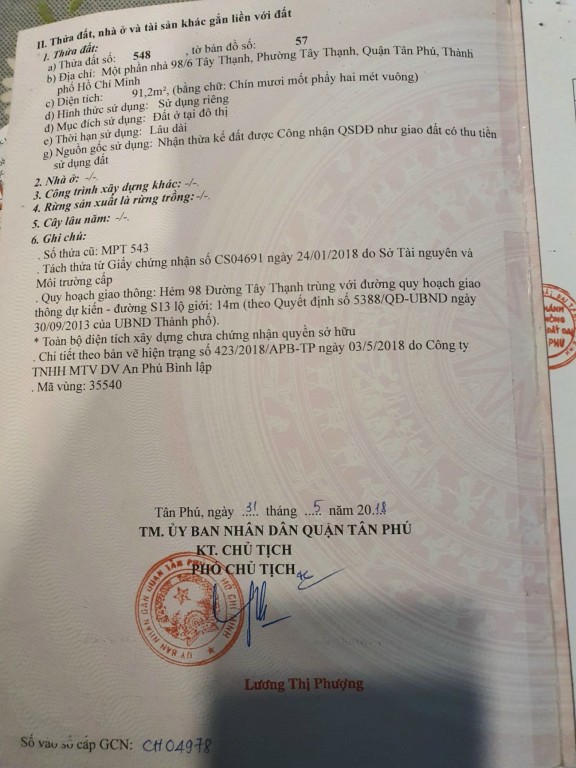 II. Thửa đất, nhà ở và tài sản khác gắn liền với đất
1. Thửa đất:
a) Thửa đất số: 548 , tờ bản đồ số: 57
b) Địa chỉ: Một phần nhà 98/6 Tây Thạnh, Phường Tây Thạnh, Quận Tân Phú, Thành
phố Hồ Chí Minh
c) Diện tích: 91,2m², (bằng chữ: Chín mươi mốt phẩy hai mét vuông)
d) Hình thức sử dụng: Sử dụng riêng
đ) Mục đích sử dụng: Đất ở tại đô thị
e) Thời hạn sử dụng: Lâu dài
g) Nguồn gốc sử dụng: Nhận thừa kế đất được Công nhận QSDĐ như giao đất có thu tiền
sử dụng đất
2. Nhà ở: -/-.
3. Công trình xây dựng khác: -/-.
4. Rừng sản xuất là rừng trồng: -/-.
5. Cây lâu năm: -/-.
6. Ghi chú:
. Số thửa cũ: MPT 543
. Tách thửa từ Giấy chứng nhận số CS04691 ngày 24/01/2018 do Sở Tài nguyên và
Môi trường cấp
. Quy hoạch giao thông: Hẻm 98 Đường Tây Thạnh trùng với đường quy hoạch giao
thông dự kiến - đường S13 lộ giới: 14m (theo Quyết định số 5388/QĐ-UBND ngày
30/09/2013 của UBND Thành phố).
* Toàn bộ diện tích xây dựng chưa chứng nhận quyền sở hữu
. Chi tiết theo bản vẽ hiện trạng số 423/2018/APB-TP ngày 03/5/2018 do Công ty
TNHH MTV DV An Phú Bình lập
. Mã vùng: 35540
Tân Phú, ngày 31 tháng 5 năm 2018
TM. ỦY BAN NHÂN DÂN QUẬN TÂN PHÚ
KT. CHỦ TỊCH
PHÓ CHỦ TỊCH
ỦY BAN NHÂN DÂN QUẬN TÂN PHÚ
HỒ CHÍ MINH
Lương Thị Phượng
Số vào sổ cấp GCN: CH04978